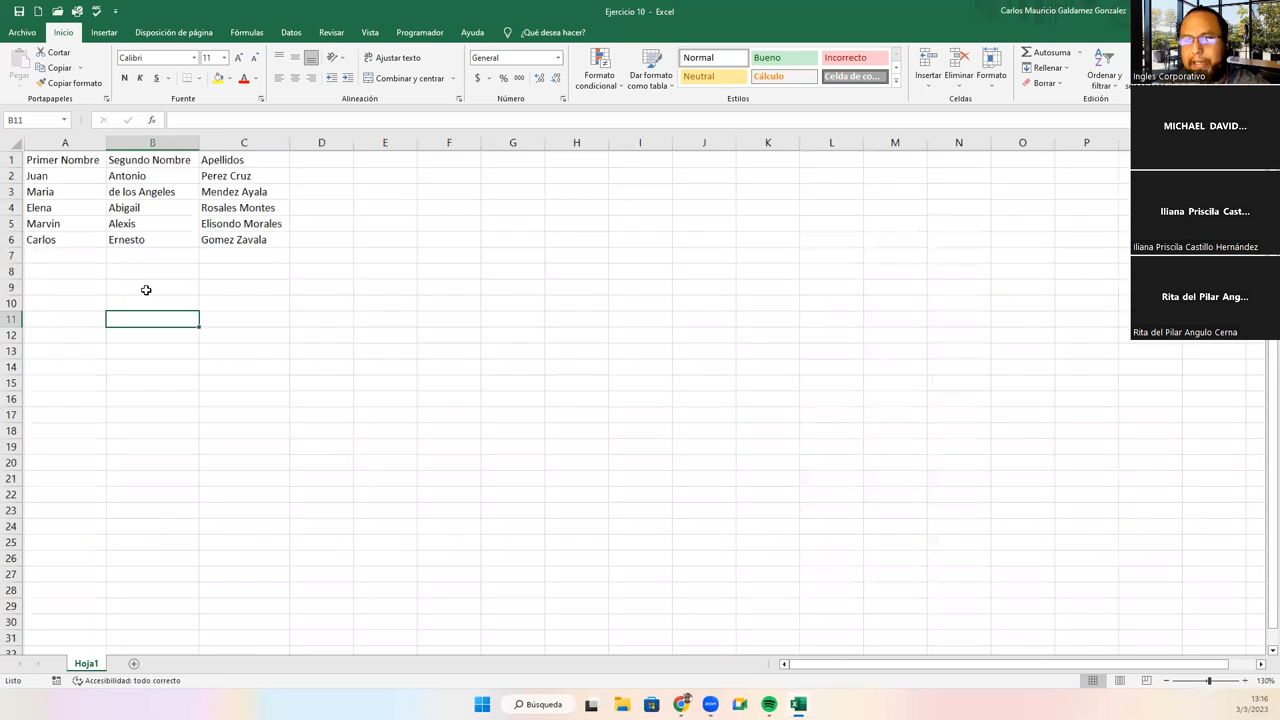 Ejercicio 10 - Excel
Carlos Mauricio Galdamez Gonzalez
Archivo Inicio Insertar Disposición de página Fórmulas Datos Revisar Vista Programador Ayuda ¿Qué desea hacer?
Pegar
Cortar
Copiar
Copiar formato
Portapapeles
Calibri 11
N K S
Fuente
Ajustar texto
Combinar y centrar
Alineación
General
$ % 000
Número
Formato condicional
Dar formato como tabla
Normal Bueno Incorrecto
Neutral Cálculo Celda de co...
Estilos
Insertar Eliminar Formato
Celdas
Autosuma
Rellenar
Borrar
Ordenar y filtrar
Edición
B11
fx
A B C D E F G H I J K L M N O P
1 Primer Nombre Segundo Nombre Apellidos
2 Juan Antonio Perez Cruz
3 Maria de los Angeles Mendez Ayala
4 Elena Abigail Rosales Montes
5 Marvin Alexis Elisondo Morales
6 Carlos Ernesto Gomez Zavala
7
8
9
10
11
12
13
14
15
16
17
18
19
20
21
22
23
24
25
26
27
28
29
30
31
32
Ingles Corporativo
MICHAEL DAVID...
Iliana Priscila Cast...
Iliana Priscila Castillo Hernández
Rita del Pilar Ang...
Rita del Pilar Angulo Cerna
Hoja1
Listo
Accesibilidad: todo correcto
130%
Búsqueda
zoom
13:16
3/3/2023